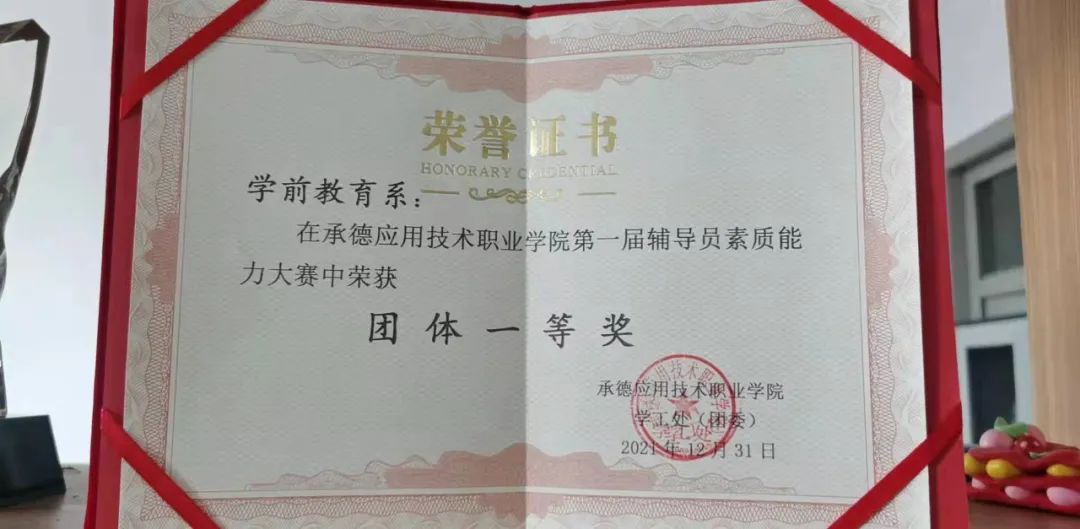 荣誉证书
HONORARY CREDENTIAL
学前教育系：
在承德应用技术职业学院第一届辅导员素质能
力大赛中荣获
团体一等奖
承德应用技术职业学院
学工处（团委）
2021年12月31日